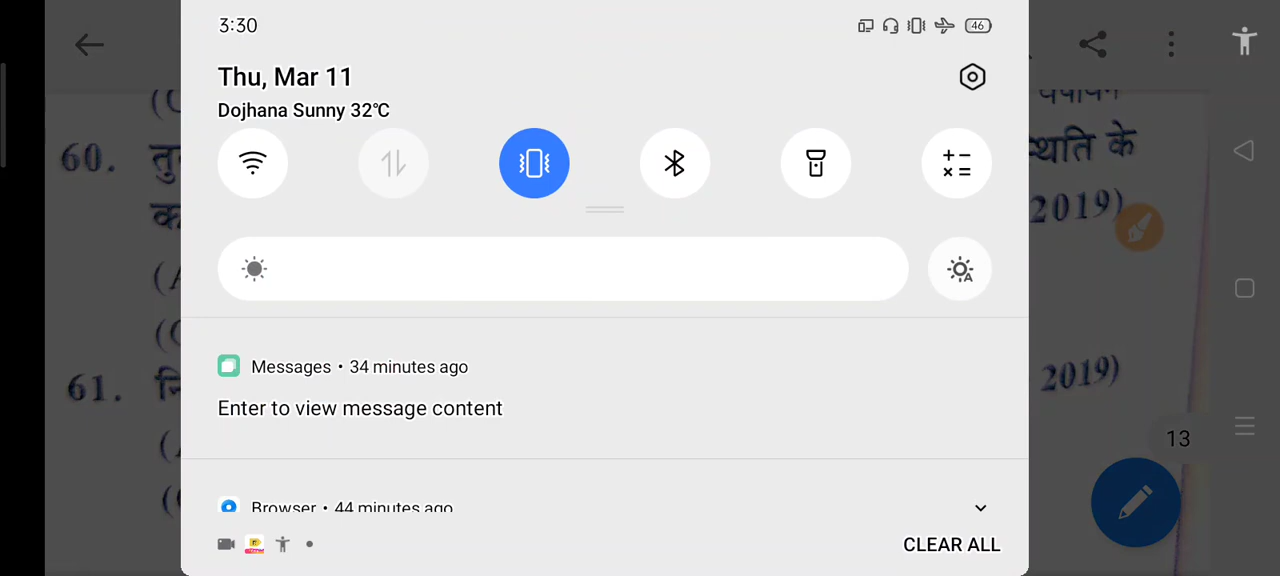 3:30
46
Thu, Mar 11
Dojhana Sunny 32°C
Messages • 34 minutes ago
Enter to view message content
Browser • 44 minutes ago
CLEAR ALL
60.
स्थिति के
2019)
(A
61.
2019)
(A
13